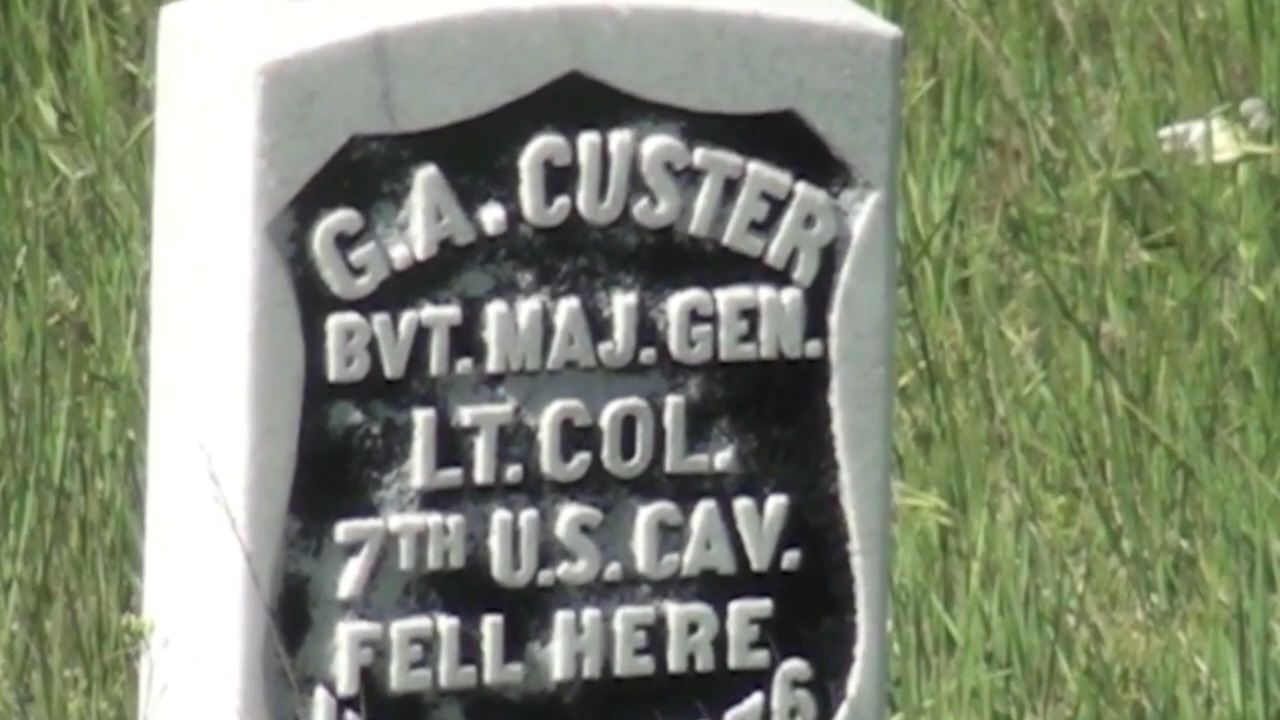 G.A. CUSTER
BVT. MAJ. GEN.
LT. COL.
7TH U.S. CAV.
FELL HERE